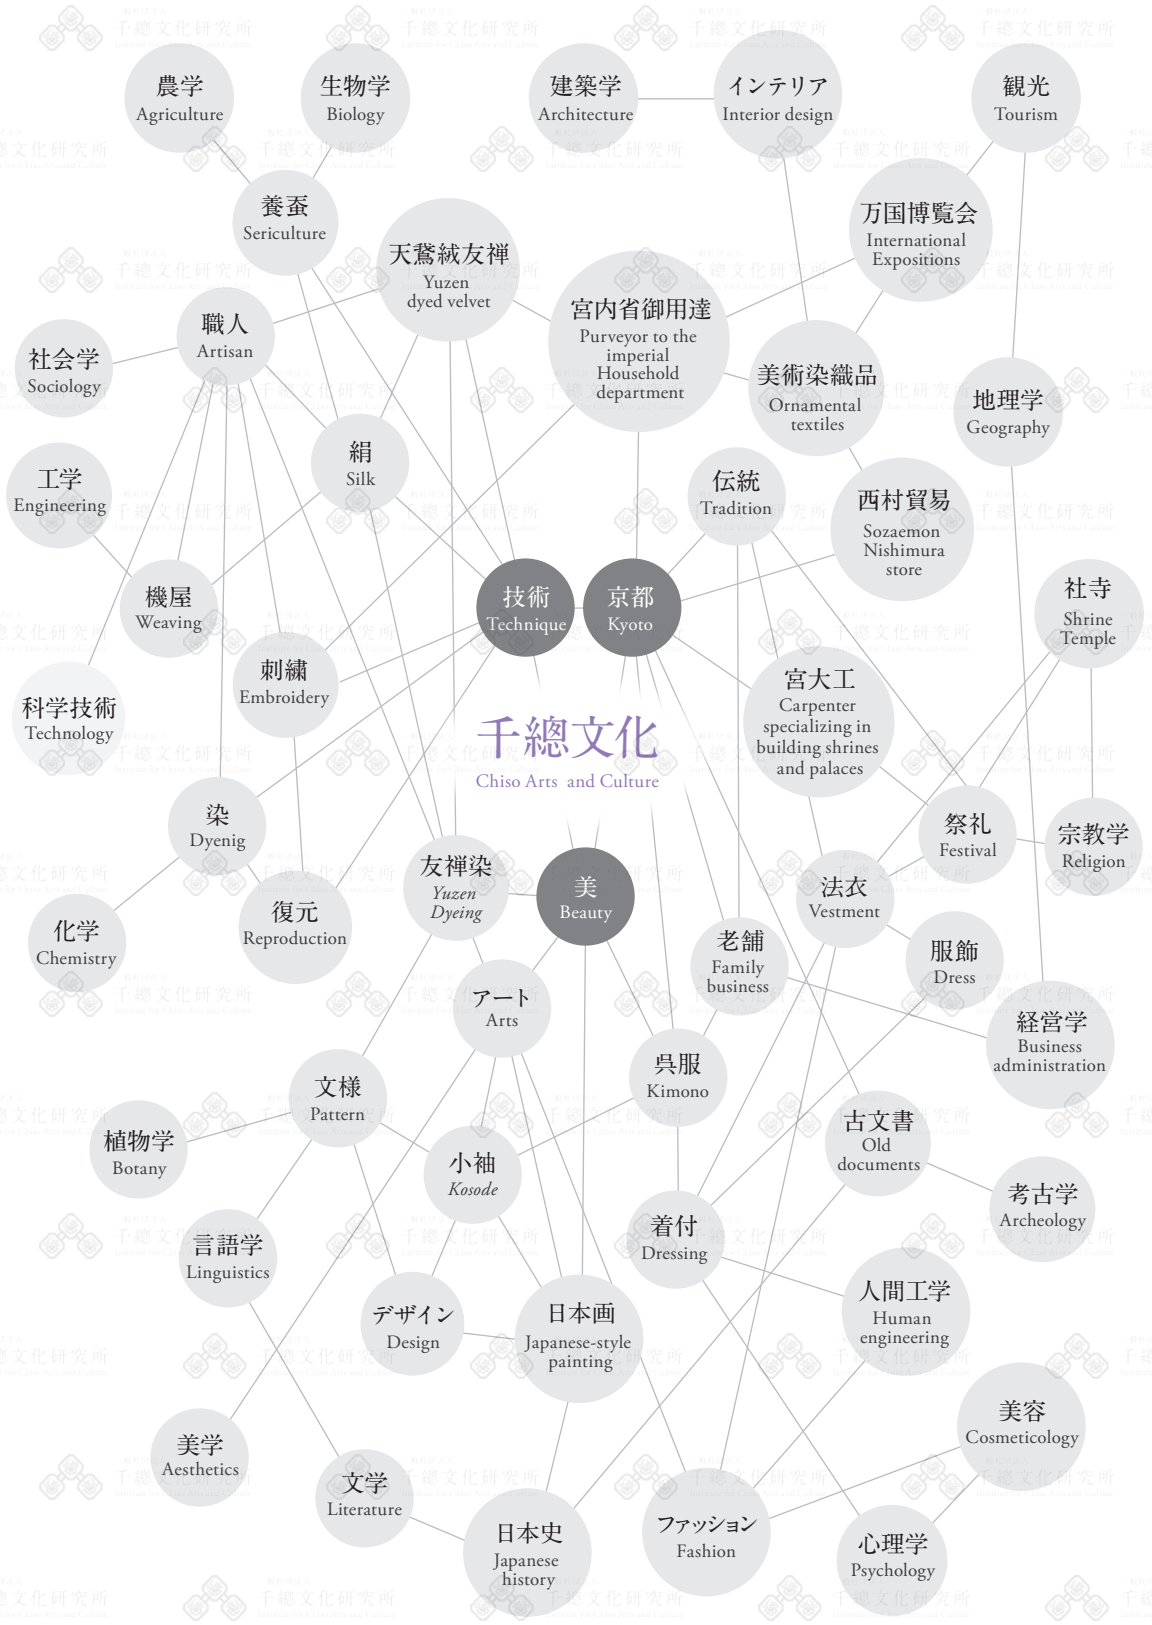 農学
Agriculture
生物学
Biology
建築学
Architecture
インテリア
Interior design
観光
Tourism
養蚕
Sericulture
天鵞絨友禅
Yuzen
dyed velvet
宮内省御用達
Purveyor to the
imperial
Household
department
万国博覧会
International
Expositions
社会学
Sociology
職人
Artisan
美術染織品
Ornamental
textiles
地理学
Geography
工学
Engineering
絹
Silk
伝統
Tradition
西村貿易
Sozaemon
Nishimura
store
機屋
Weaving
技術
Technique
京都
Kyoto
社寺
Shrine
Temple
科学技術
Technology
刺繍
Embroidery
千總文化
Chiso Arts and Culture
宮大工
Carpenter
specializing in
building shrines
and palaces
染
Dyenig
友禅染
Yuzen
Dyeing
美
Beauty
法衣
Vestment
祭礼
Festival
宗教学
Religion
化学
Chemistry
復元
Reproduction
アート
Arts
老舗
Family
business
服飾
Dress
経営学
Business
administration
文様
Pattern
呉服
Kimono
植物学
Botany
小袖
Kosode
古文書
Old
documents
考古学
Archeology
言語学
Linguistics
着付
Dressing
デザイン
Design
日本画
Japanese-style
painting
人間工学
Human
engineering
美学
Aesthetics
文学
Literature
日本史
Japanese
history
ファッション
Fashion
美容
Cosmeticology
心理学
Psychology